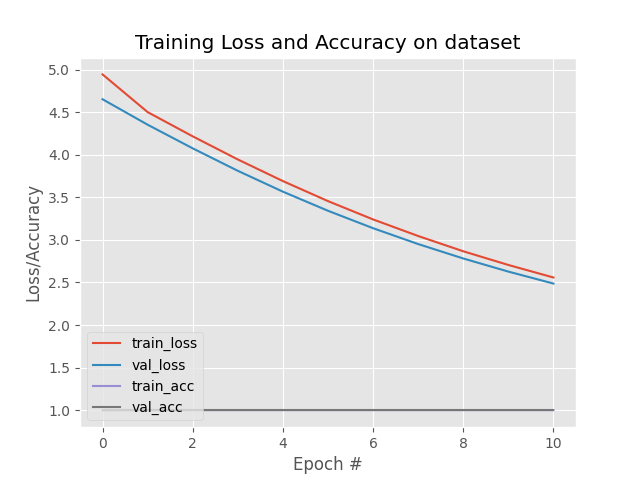 Training Loss and Accuracy on dataset
Loss/Accuracy
5.0
4.5
4.0
3.5
3.0
2.5
2.0
1.5
1.0
train_loss
val_loss
train_acc
val_acc
0 2 4 6 8 10
Epoch #